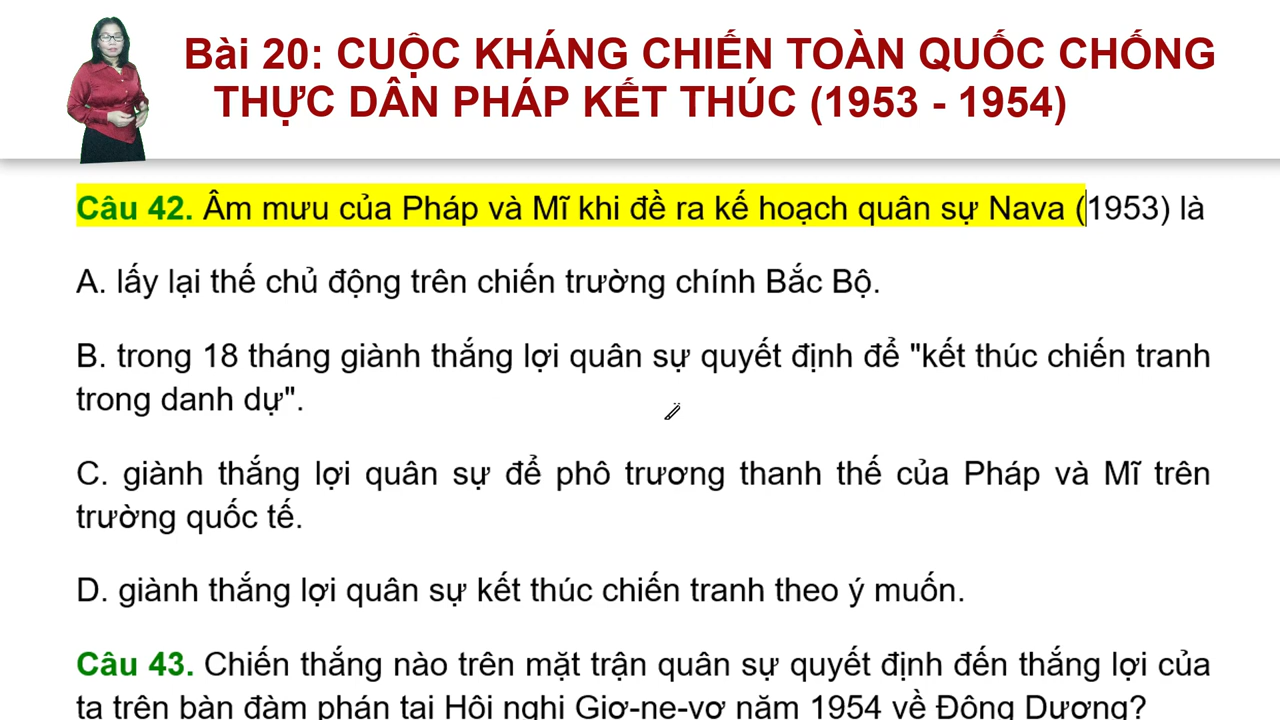 Bài 20: CUỘC KHÁNG CHIẾN TOÀN QUỐC CHỐNG
THỰC DÂN PHÁP KẾT THÚC (1953 - 1954)
Câu 42. Âm mưu của Pháp và Mĩ khi đề ra kế hoạch quân sự Nava (1953) là
A. lấy lại thế chủ động trên chiến trường chính Bắc Bộ.
B. trong 18 tháng giành thắng lợi quân sự quyết định để "kết thúc chiến tranh
trong danh dự".
C. giành thắng lợi quân sự để phô trương thanh thế của Pháp và Mĩ trên
trường quốc tế.
D. giành thắng lợi quân sự kết thúc chiến tranh theo ý muốn.
Câu 43. Chiến thắng nào trên mặt trận quân sự quyết định đến thắng lợi của
ta trên bàn đàm phán tại Hội nghị Giơ-ne-vơ năm 1954 về Đông Dương?